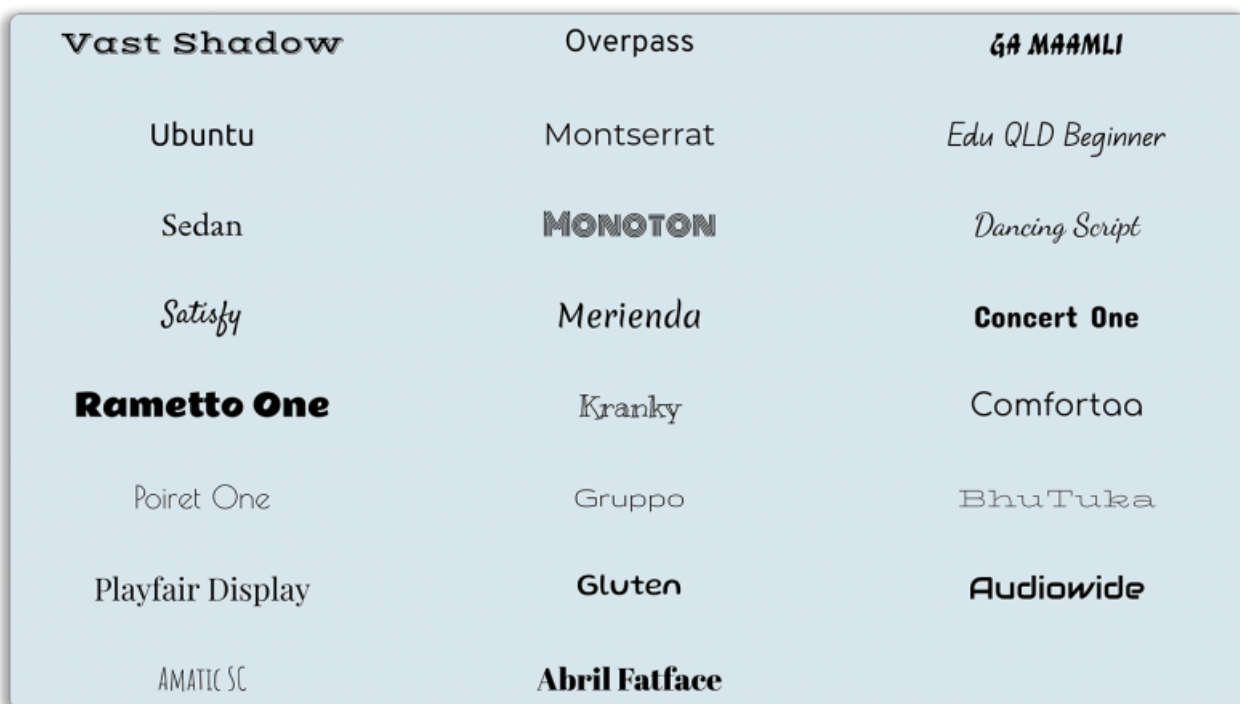 Vast Shadow Overpass GA MAAMLI
Ubuntu Montserrat Edu QLD Beginner
Sedan MONOTON Dancing Script
Satisfy Merienda Concert One
Rametto One Kranky Comfortaa
Poiret One Gruppo BhuTuka
Playfair Display Gluten Audiowide
AMATIC SC Abril Fatface